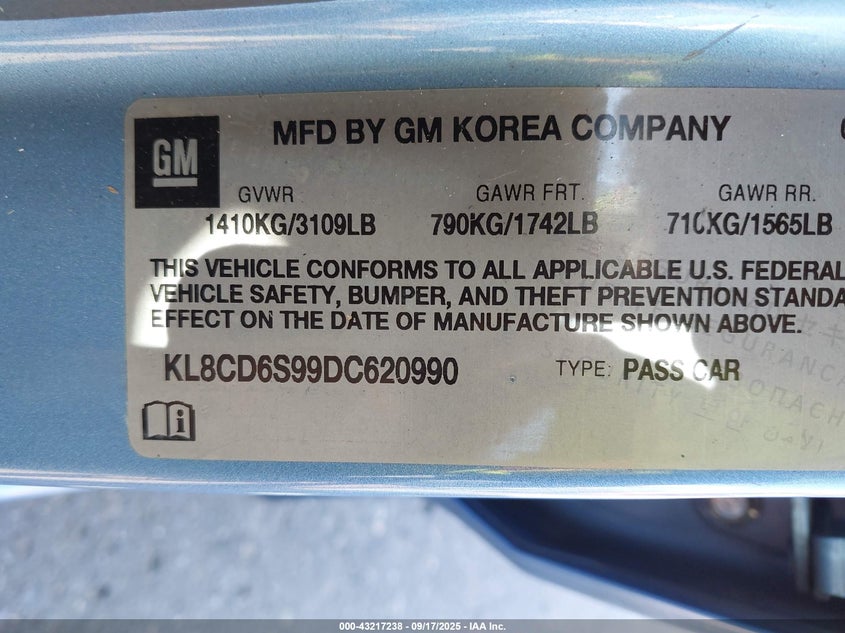 GM
MFD BY GM KOREA COMPANY
GVWR GAWR FRT. GAWR RR.
1410KG/3109LB 790KG/1742LB 710KG/1565LB
THIS VEHICLE CONFORMS TO ALL APPLICABLE U.S. FEDERAL
VEHICLE SAFETY, BUMPER, AND THEFT PREVENTION STANDA
EFFECT ON THE DATE OF MANUFACTURE SHOWN ABOVE.
KL8CD6S99DC620990 TYPE: PASS CAR
i
000-43217238 - 09/17/2025 - IAA Inc.